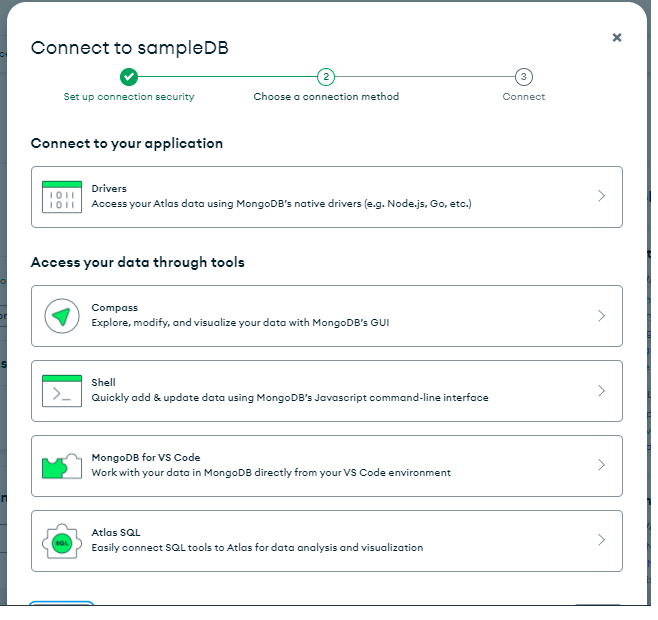 Connect to sampleDB
2
3
Set up connection security
Choose a connection method
Connect
Connect to your application
1011
1011
Drivers
Access your Atlas data using MongoDB's native drivers (e.g. Node.js, Go, etc.)
Access your data through tools
Compass
Explore, modify, and visualize your data with MongoDB's GUI
Shell
Quickly add & update data using MongoDB's Javascript command-line interface
MongoDB for VS Code
Work with your data in MongoDB directly from your VS Code environment
SQL
Atlas SQL
Easily connect SQL tools to Atlas for data analysis and visualization